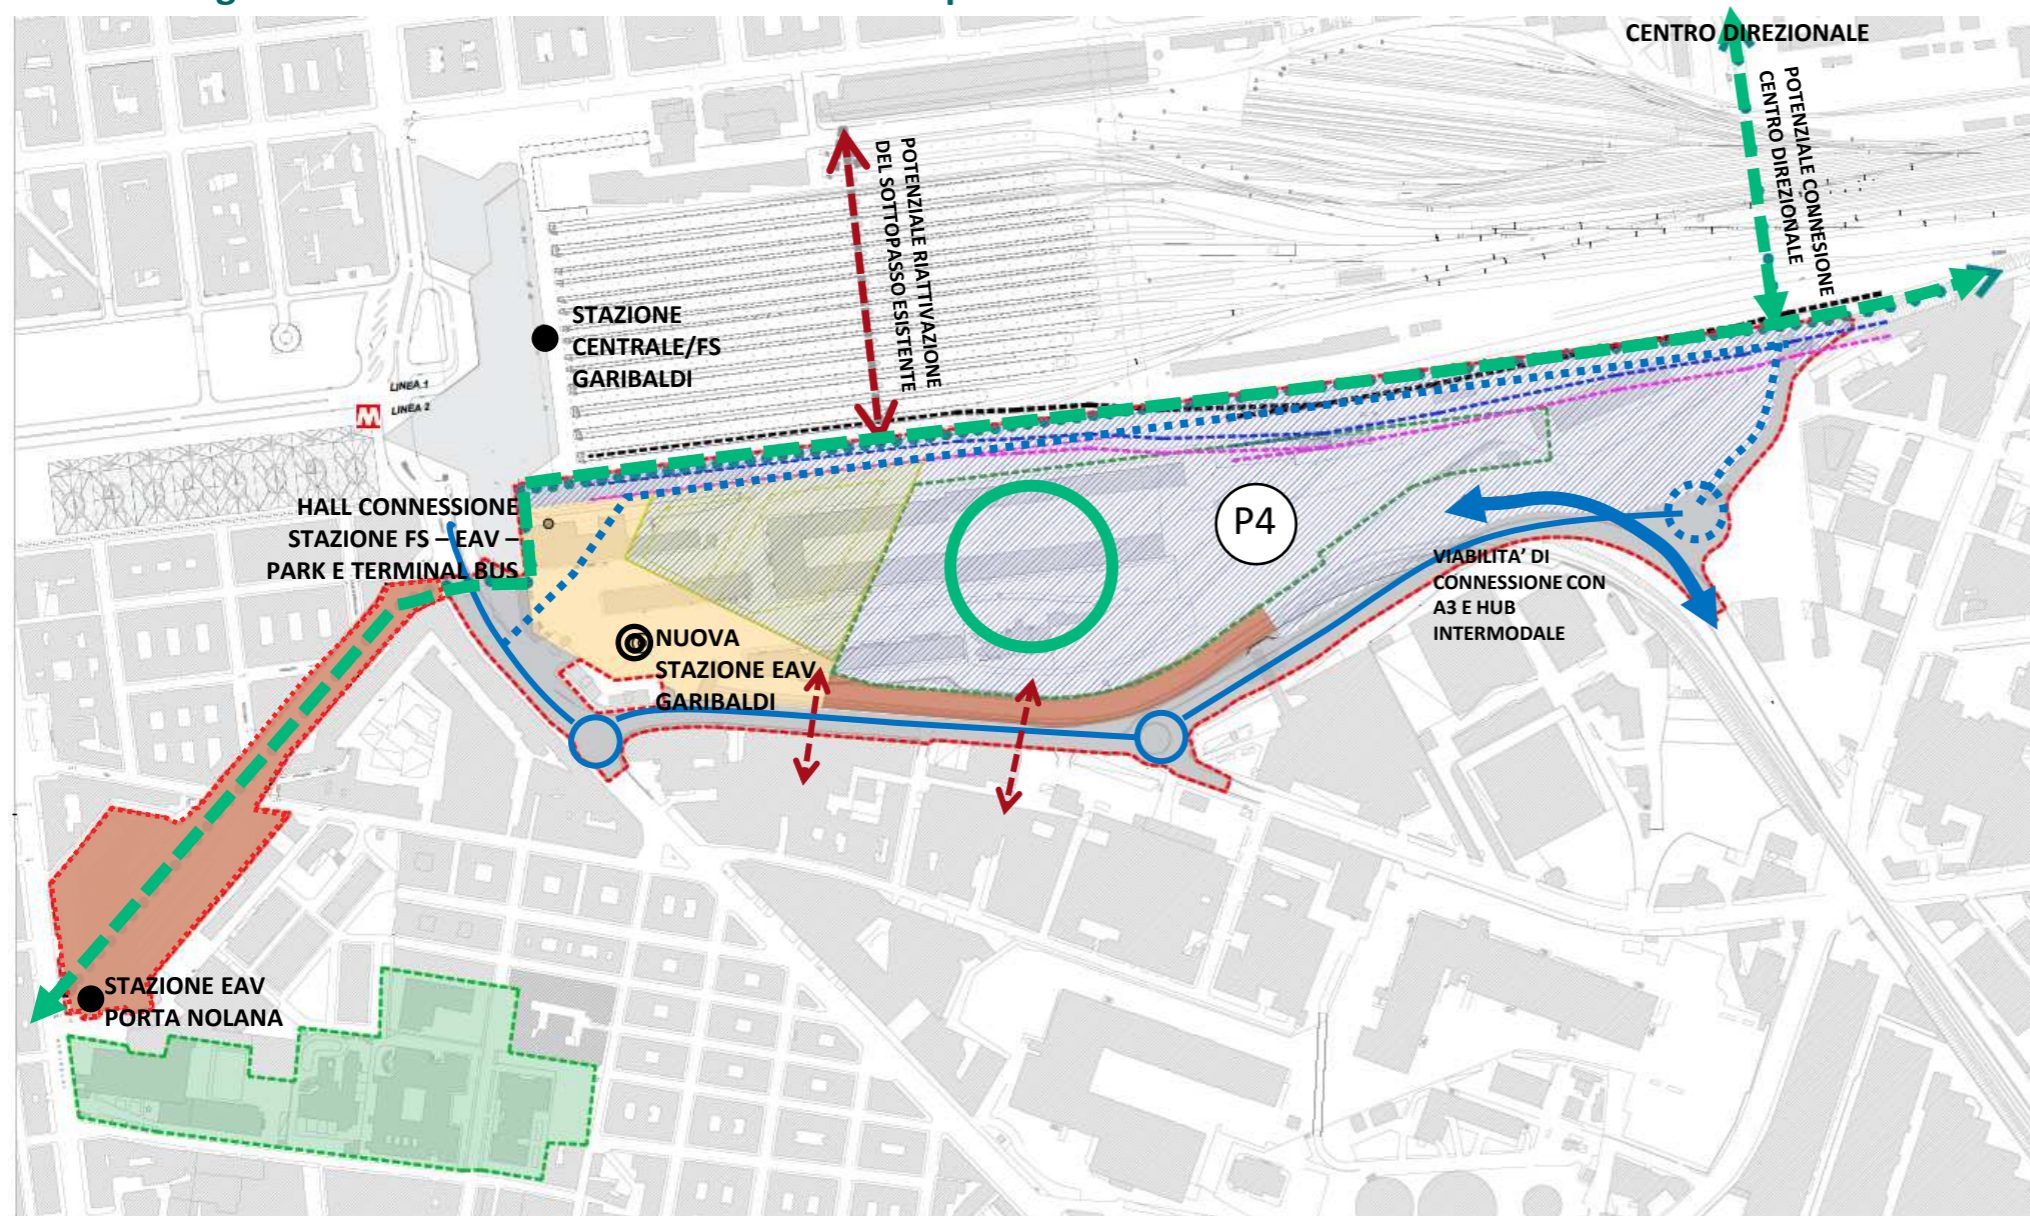 CENTRO DIREZIONALE
POTENZIALE CONNESIONE
CENTRO DIREZIONALE
POTENZIALE RIATTIVAZIONE
DEL SOTTOPASSO ESISTENTE
STAZIONE
CENTRALE/FS
GARIBALDI
LINEA 1
M
LINEA 2
HALL CONNESSIONE
STAZIONE FS – EAV –
PARK E TERMINAL BUS
P4
VIABILITA' DI
CONNESSIONE CON
A3 E HUB
INTERMODALE
NUOVA
STAZIONE EAV
GARIBALDI
STAZIONE EAV
PORTA NOLANA